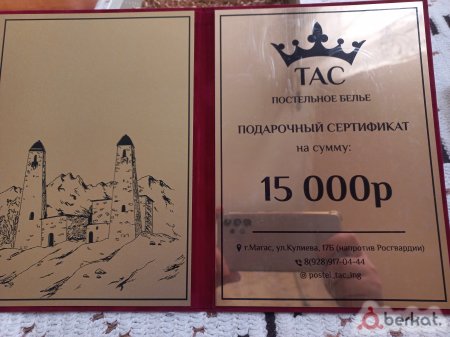 ТАС
ПОСТЕЛЬНОЕ БЕЛЬЕ
ПОДАРОЧНЫЙ СЕРТИФИКАТ
на сумму:
15 000р
г.Магас, ул.Кулиева, 17Б (напротив Росгвардии)
8(928)917-04-44
@ postel_tac_ing
berkat.